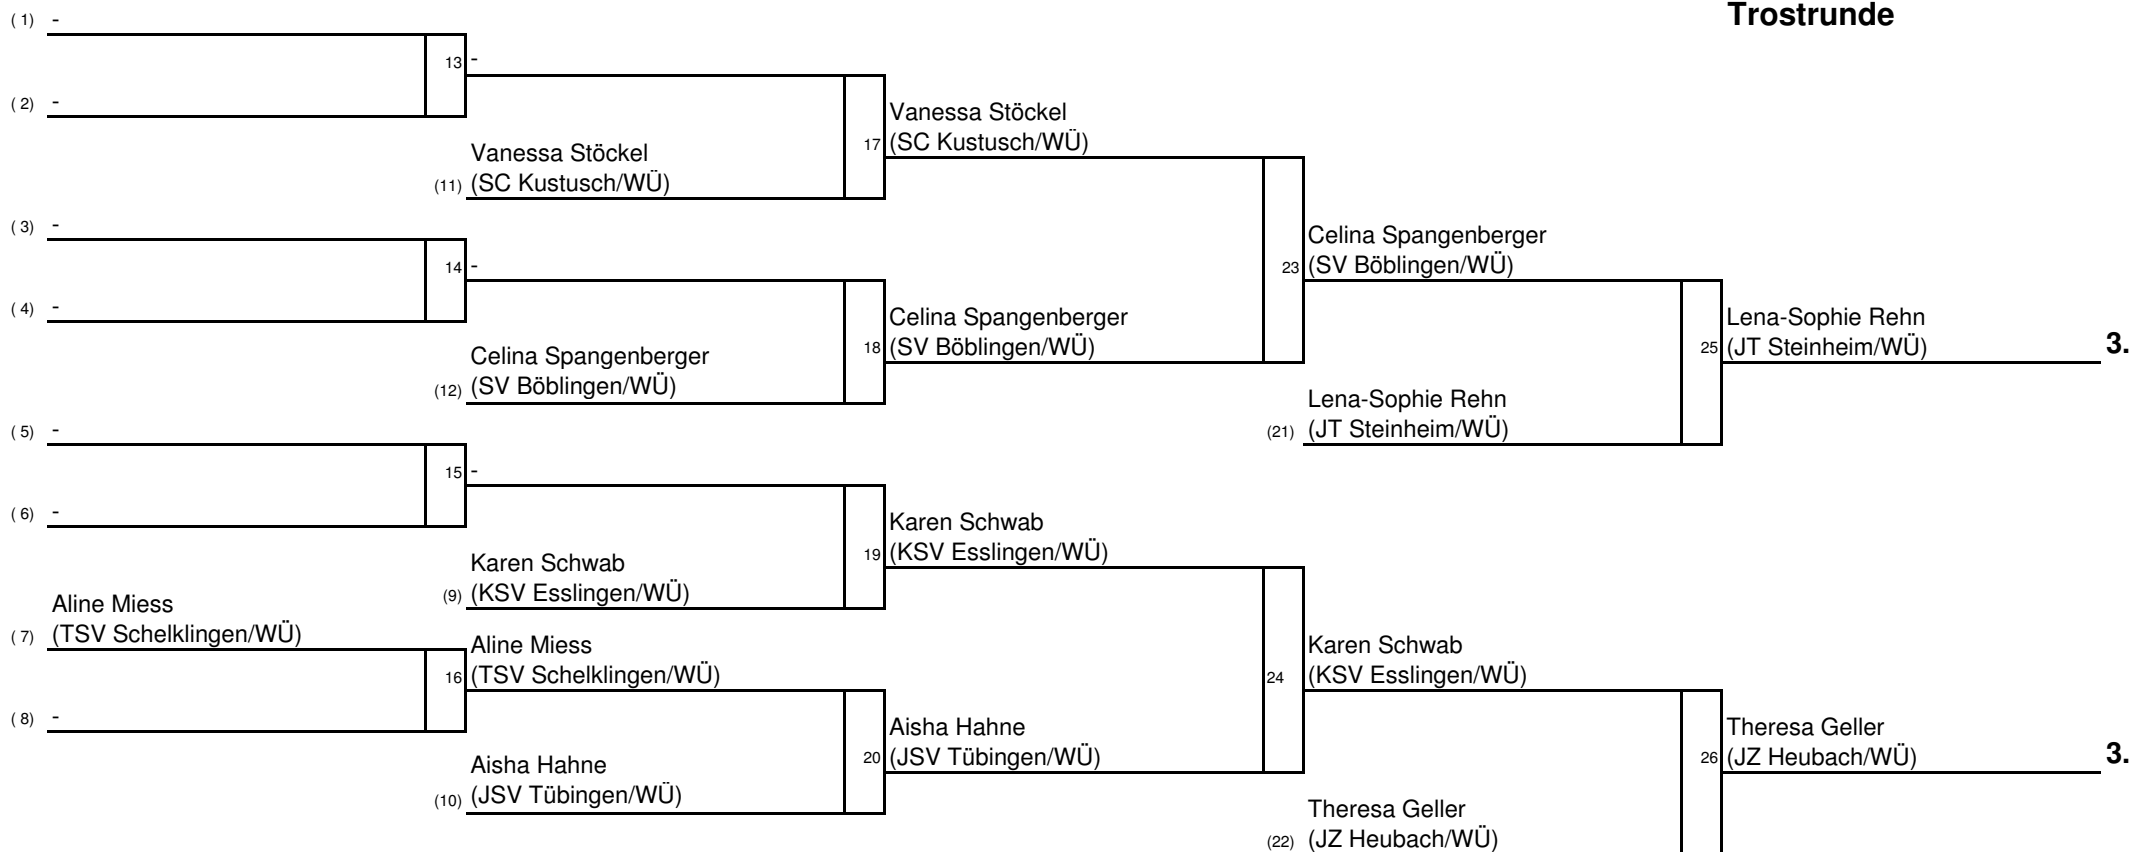 Trostrunde
( 1) -
13 -
( 2) -
Vanessa Stöckel
17 (SC Kustusch/WÜ)
Vanessa Stöckel
(11) (SC Kustusch/WÜ)
( 3) -
Celina Spangenberger
23 (SV Böblingen/WÜ)
14 -
( 4) -
Celina Spangenberger
18 (SV Böblingen/WÜ)
Lena-Sophie Rehn
25 (JT Steinheim/WÜ) 3.
Celina Spangenberger
(12) (SV Böblingen/WÜ)
Lena-Sophie Rehn
(21) (JT Steinheim/WÜ)
( 5) -
15 -
( 6) -
Karen Schwab
19 (KSV Esslingen/WÜ)
Karen Schwab
(9) (KSV Esslingen/WÜ)
Aline Miess
( 7) (TSV Schelklingen/WÜ)
Aline Miess
16 (TSV Schelklingen/WÜ)
Karen Schwab
24 (KSV Esslingen/WÜ)
( 8) -
Aisha Hahne
20 (JSV Tübingen/WÜ)
Theresa Geller
26 (JZ Heubach/WÜ) 3.
Aisha Hahne
(10) (JSV Tübingen/WÜ)
Theresa Geller
(22) (JZ Heubach/WÜ)